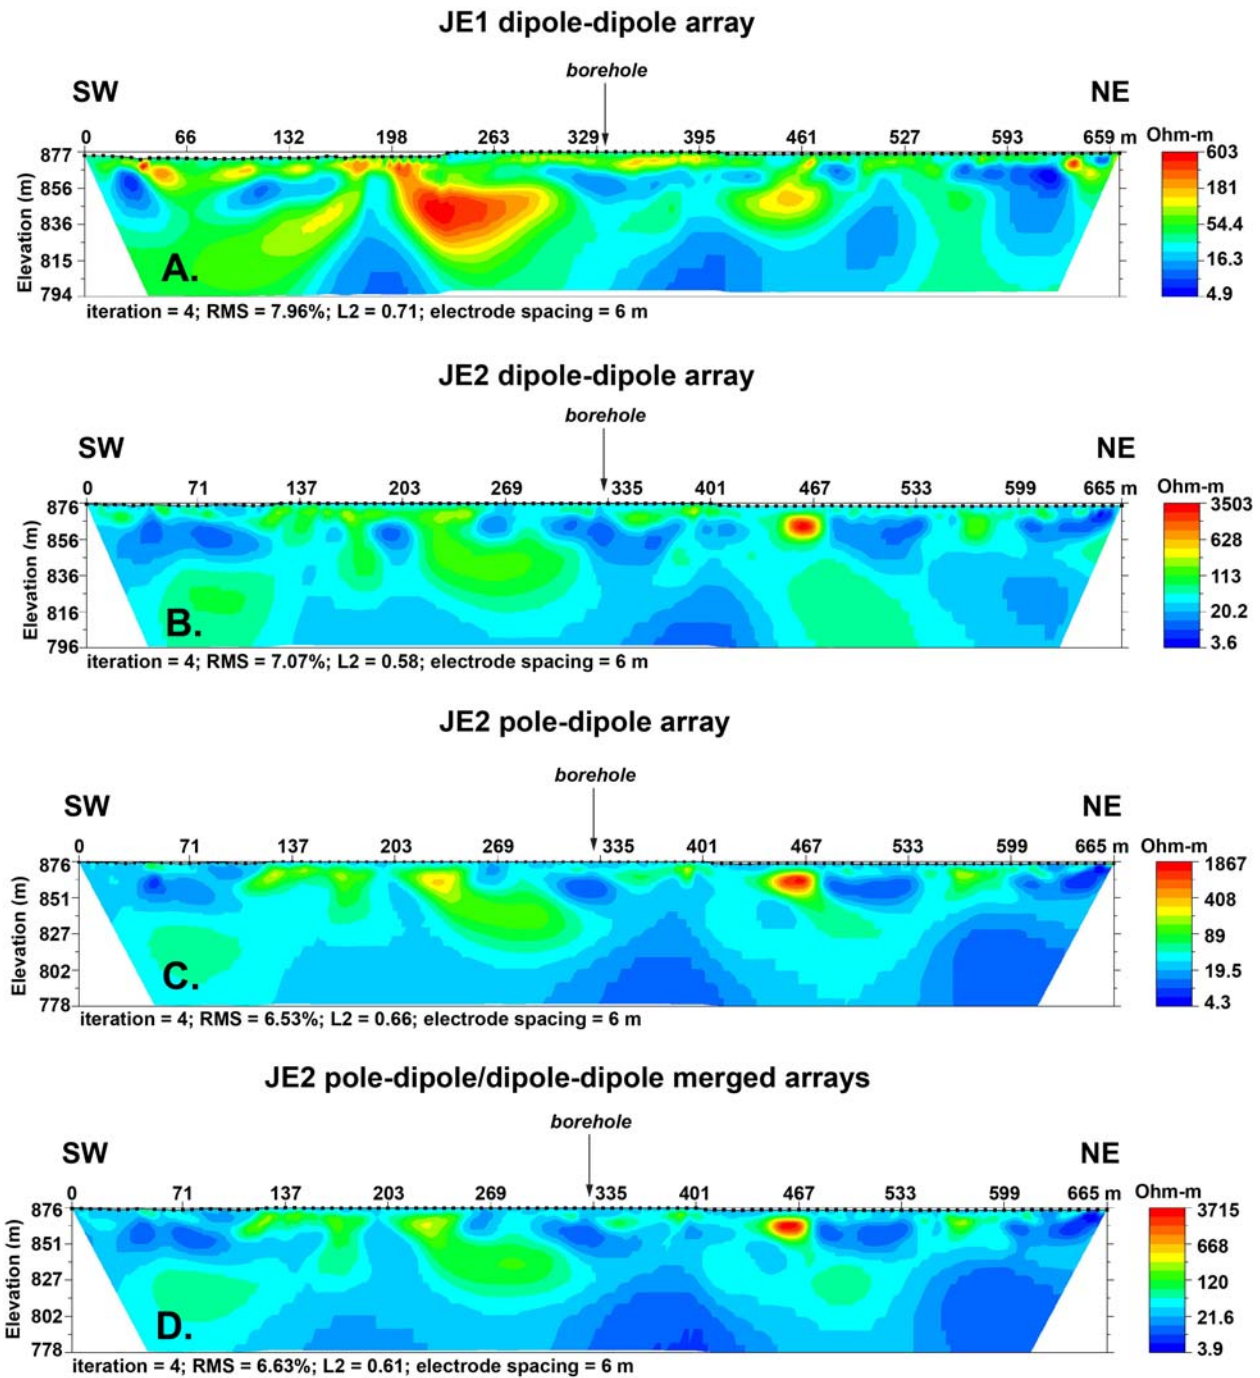 JE1 dipole-dipole array
borehole
SW NE
0 66 132 198 263 329 395 461 527 593 659 m Ohm-m
877 603
856 181
Elevation (m)
836 54.4
815 A. 16.3
794 4.9
iteration = 4; RMS = 7.96%; L2 = 0.71; electrode spacing = 6 m
JE2 dipole-dipole array
borehole
SW NE
0 71 137 203 269 335 401 467 533 599 665 m Ohm-m
876 3503
856 628
Elevation (m)
836 113
816 B. 20.2
796 3.6
iteration = 4; RMS = 7.07%; L2 = 0.58; electrode spacing = 6 m
JE2 pole-dipole array
borehole
SW NE
0 71 137 203 269 335 401 467 533 599 665 m Ohm-m
876 1867
851 408
Elevation (m)
827 89
802 C. 19.5
778 4.3
iteration = 4; RMS = 6.53%; L2 = 0.66; electrode spacing = 6 m
JE2 pole-dipole/dipole-dipole merged arrays
borehole
SW NE
0 71 137 203 269 335 401 467 533 599 665 m Ohm-m
876 3715
851 668
Elevation (m)
827 120
802 D. 21.6
778 3.9
iteration = 4; RMS = 6.63%; L2 = 0.61; electrode spacing = 6 m